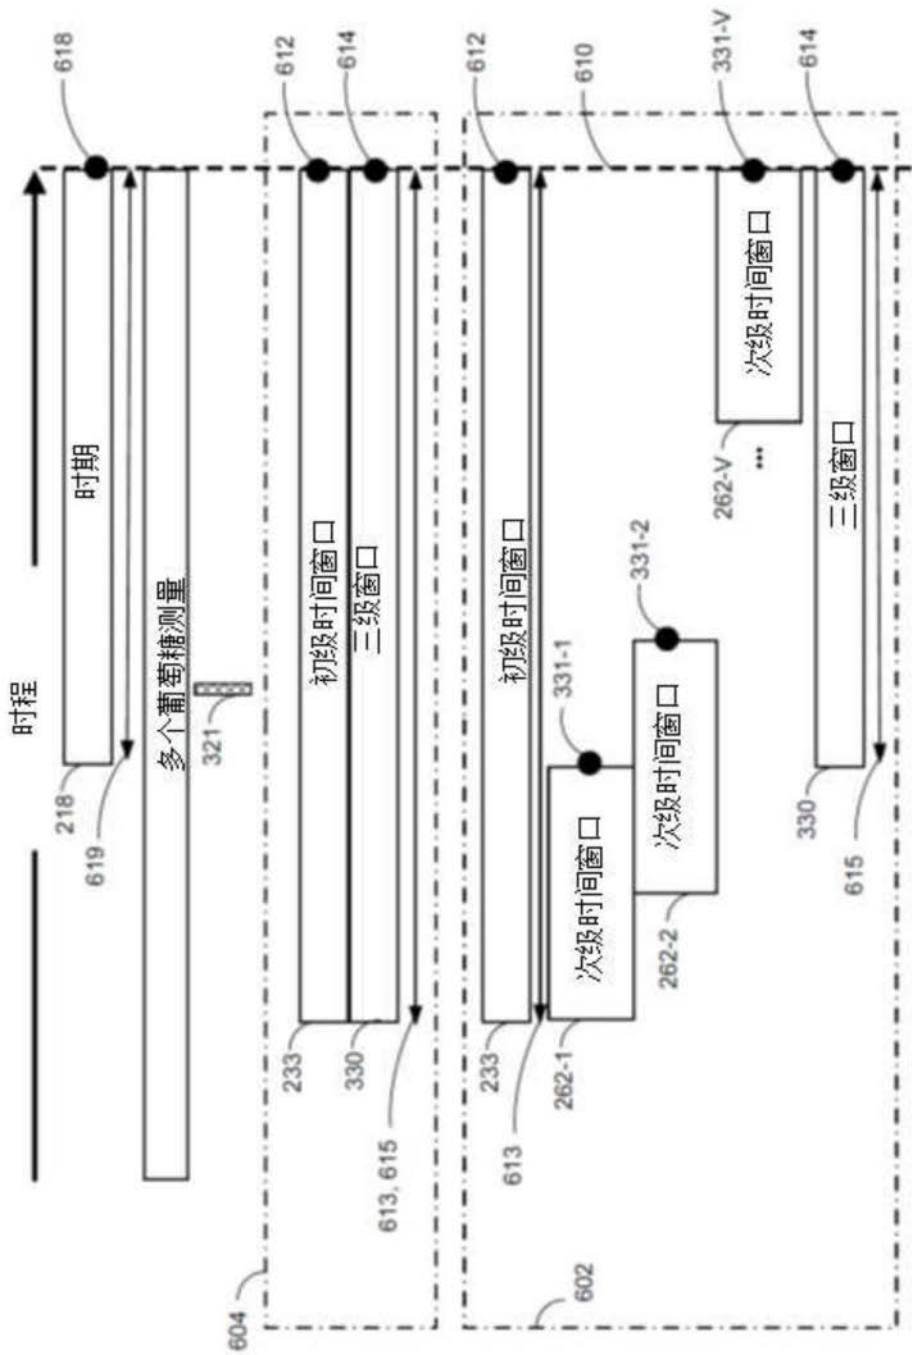 时程
618
时期
218
619
多个葡萄糖测量
321
604
612
614
初级时间窗口
三级窗口
233
330
613, 615
602
612
610
331-V
614
初级时间窗口
233
613
331-1
次级时间窗口
262-1
331-2
次级时间窗口
262-2
次级时间窗口
262-V
...
三级窗口
330
615